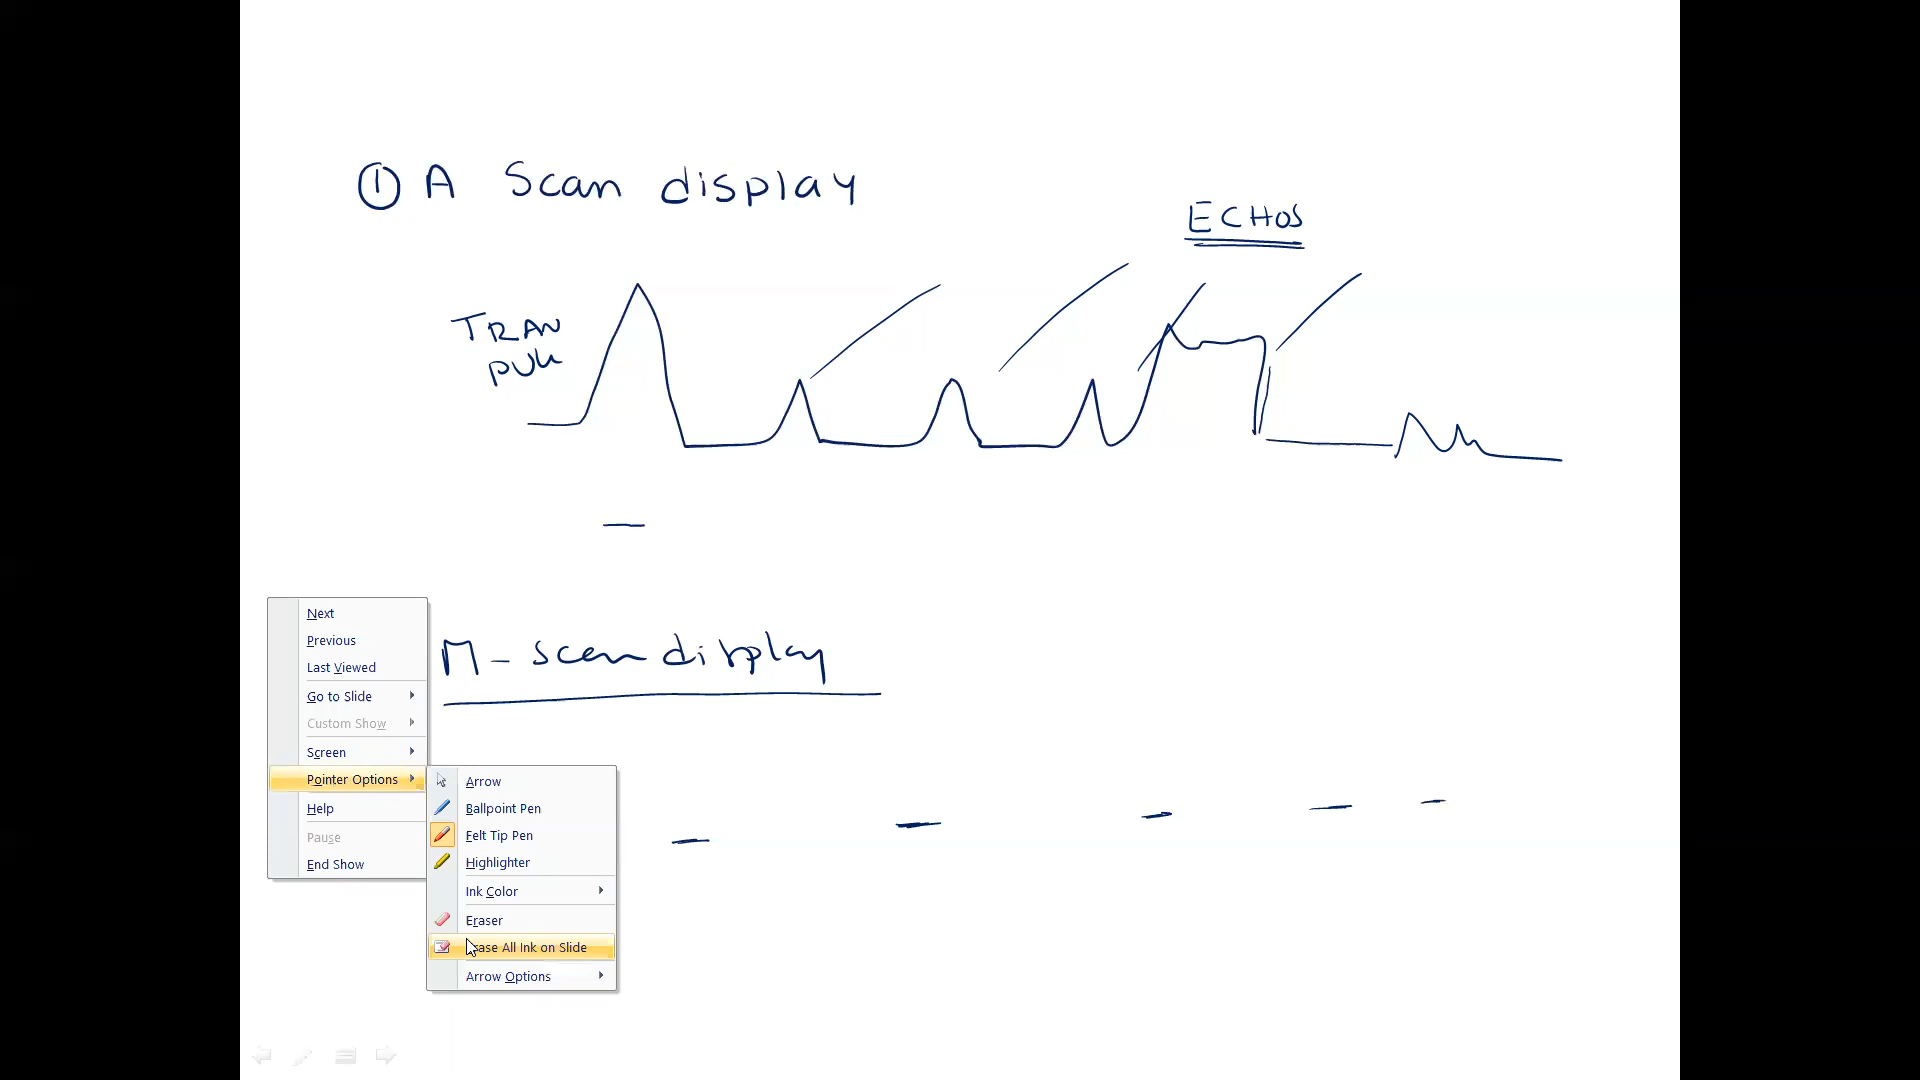 ① A Scan display
ECHOS
TRAN
PUL
M - scan display
Next
Previous
Last Viewed
Go to Slide
Custom Show
Screen
Pointer Options
Help
Pause
End Show
Arrow
Ballpoint Pen
Felt Tip Pen
Highlighter
Ink Color
Eraser
All Ink on Slide
Arrow Options